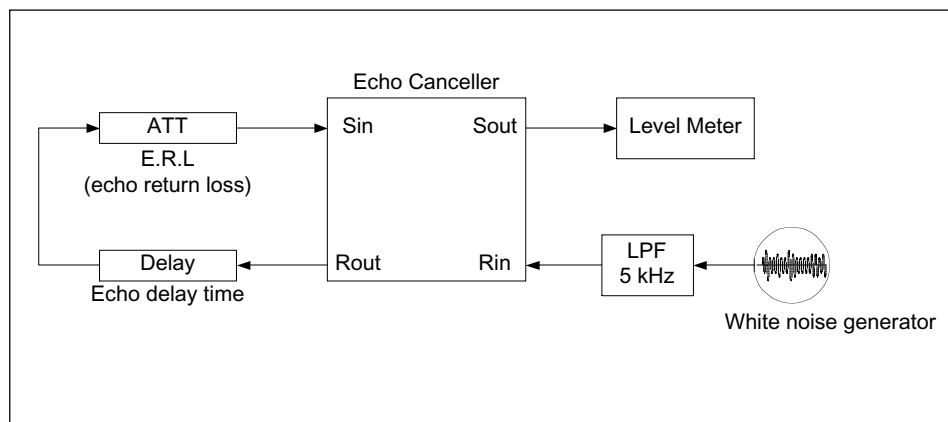 Echo Canceller
ATT
Sin
Sout
Level Meter
E.R.L
(echo return loss)
Delay
Rout
Rin
LPF
5 kHz
Echo delay time
White noise generator